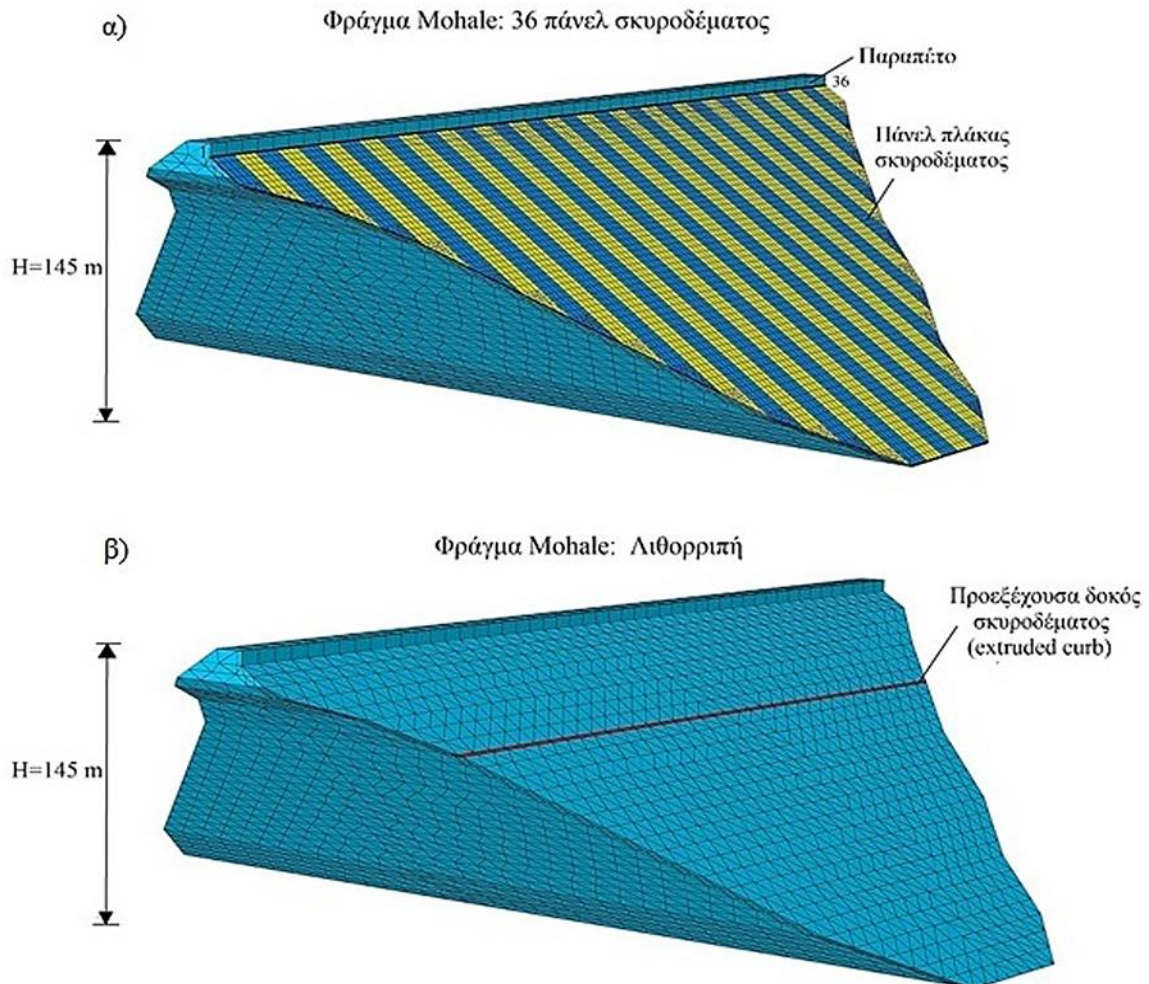 α)
Φράγμα Mohale: 36 πάνελ σκυροδέματος
Παραπέτο
36
1
Πάνελ πλάκας
σκυροδέματος
H=145 m
β)
Φράγμα Mohale: Λιθορριπή
Προεξέχουσα δοκός
σκυροδέματος
(extruded curb)
H=145 m